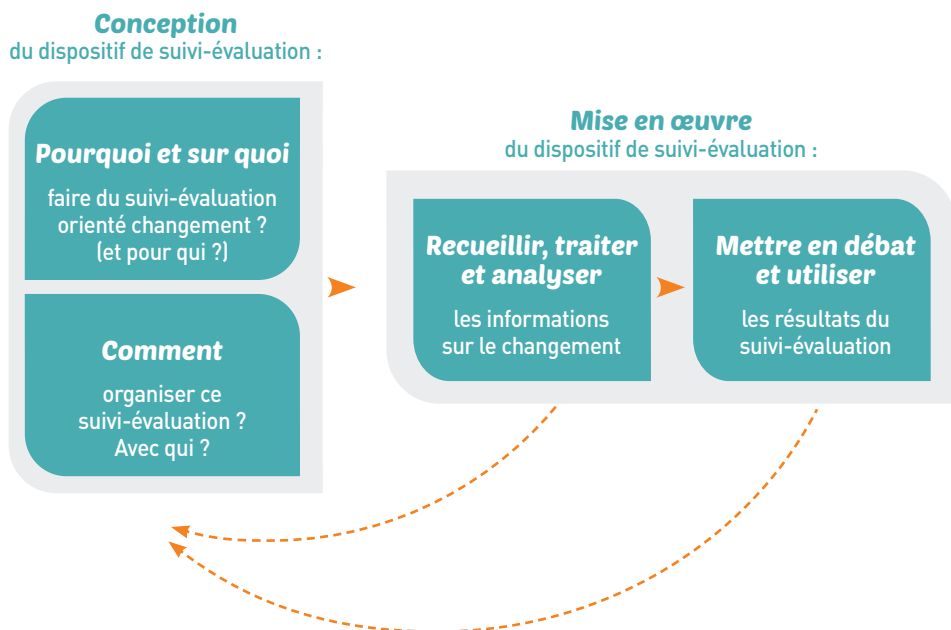 Conception
du dispositif de suivi-évaluation :
Pourquoi et sur quoi
faire du suivi-évaluation
orienté changement ?
(et pour qui ?)
Comment
organiser ce
suivi-évaluation ?
Avec qui ?
Mise en œuvre
du dispositif de suivi-évaluation :
Recueillir, traiter
et analyser
les informations
sur le changement
Mettre en débat
et utiliser
les résultats du
suivi-évaluation